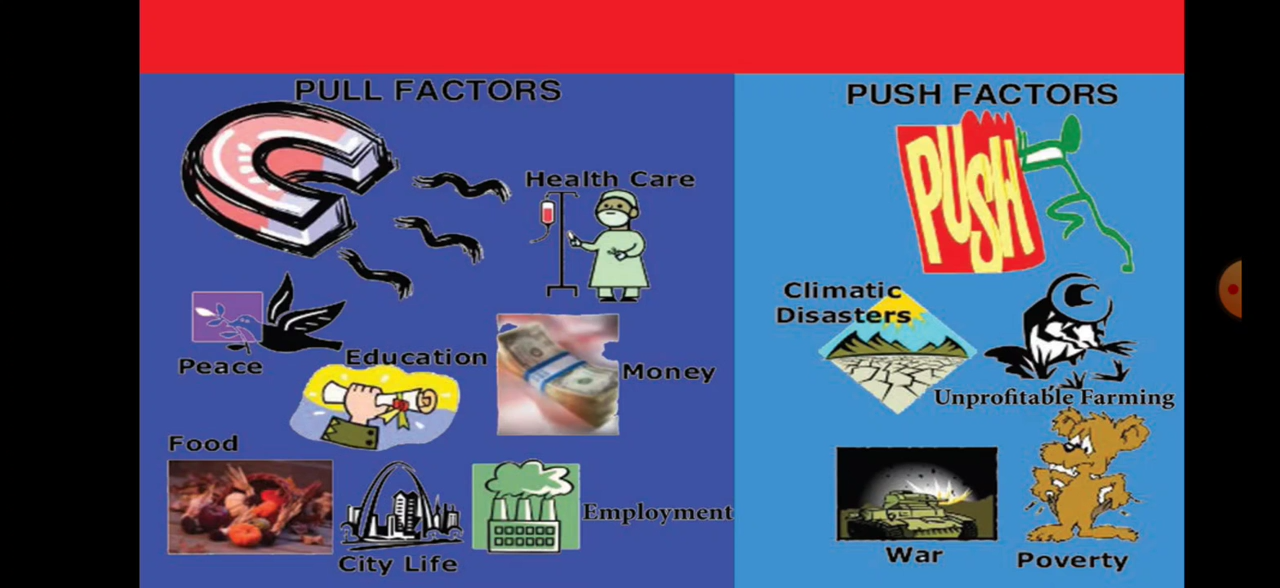 PULL FACTORS
Health Care
Peace
Education
Money
Food
City Life
Employment
PUSH FACTORS
PUSH
Climatic
Disasters
Unprofitable Farming
War
Poverty